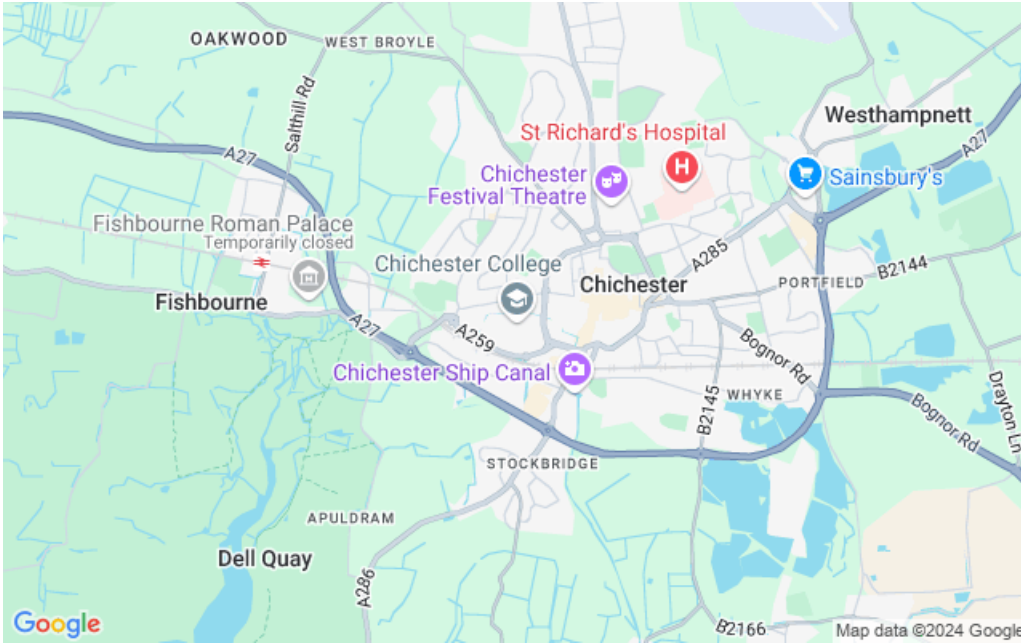 OAKWOOD
WEST BROYLE
Salthill Rd
Westhampnett
St Richard's Hospital
A27
A27
Chichester
Festival Theatre
Sainsbury's
Fishbourne Roman Palace
Temporarily closed
Chichester College
A285
B2144
Chichester
PORTFIELD
Fishbourne
A27
A259
Bognor Rd
Chichester Ship Canal
WHYKE
B2145
Drayton Ln
Bognor Rd
STOCKBRIDGE
APULDRAM
Dell Quay
A286
Google
B2166
Map data ©2024 Google